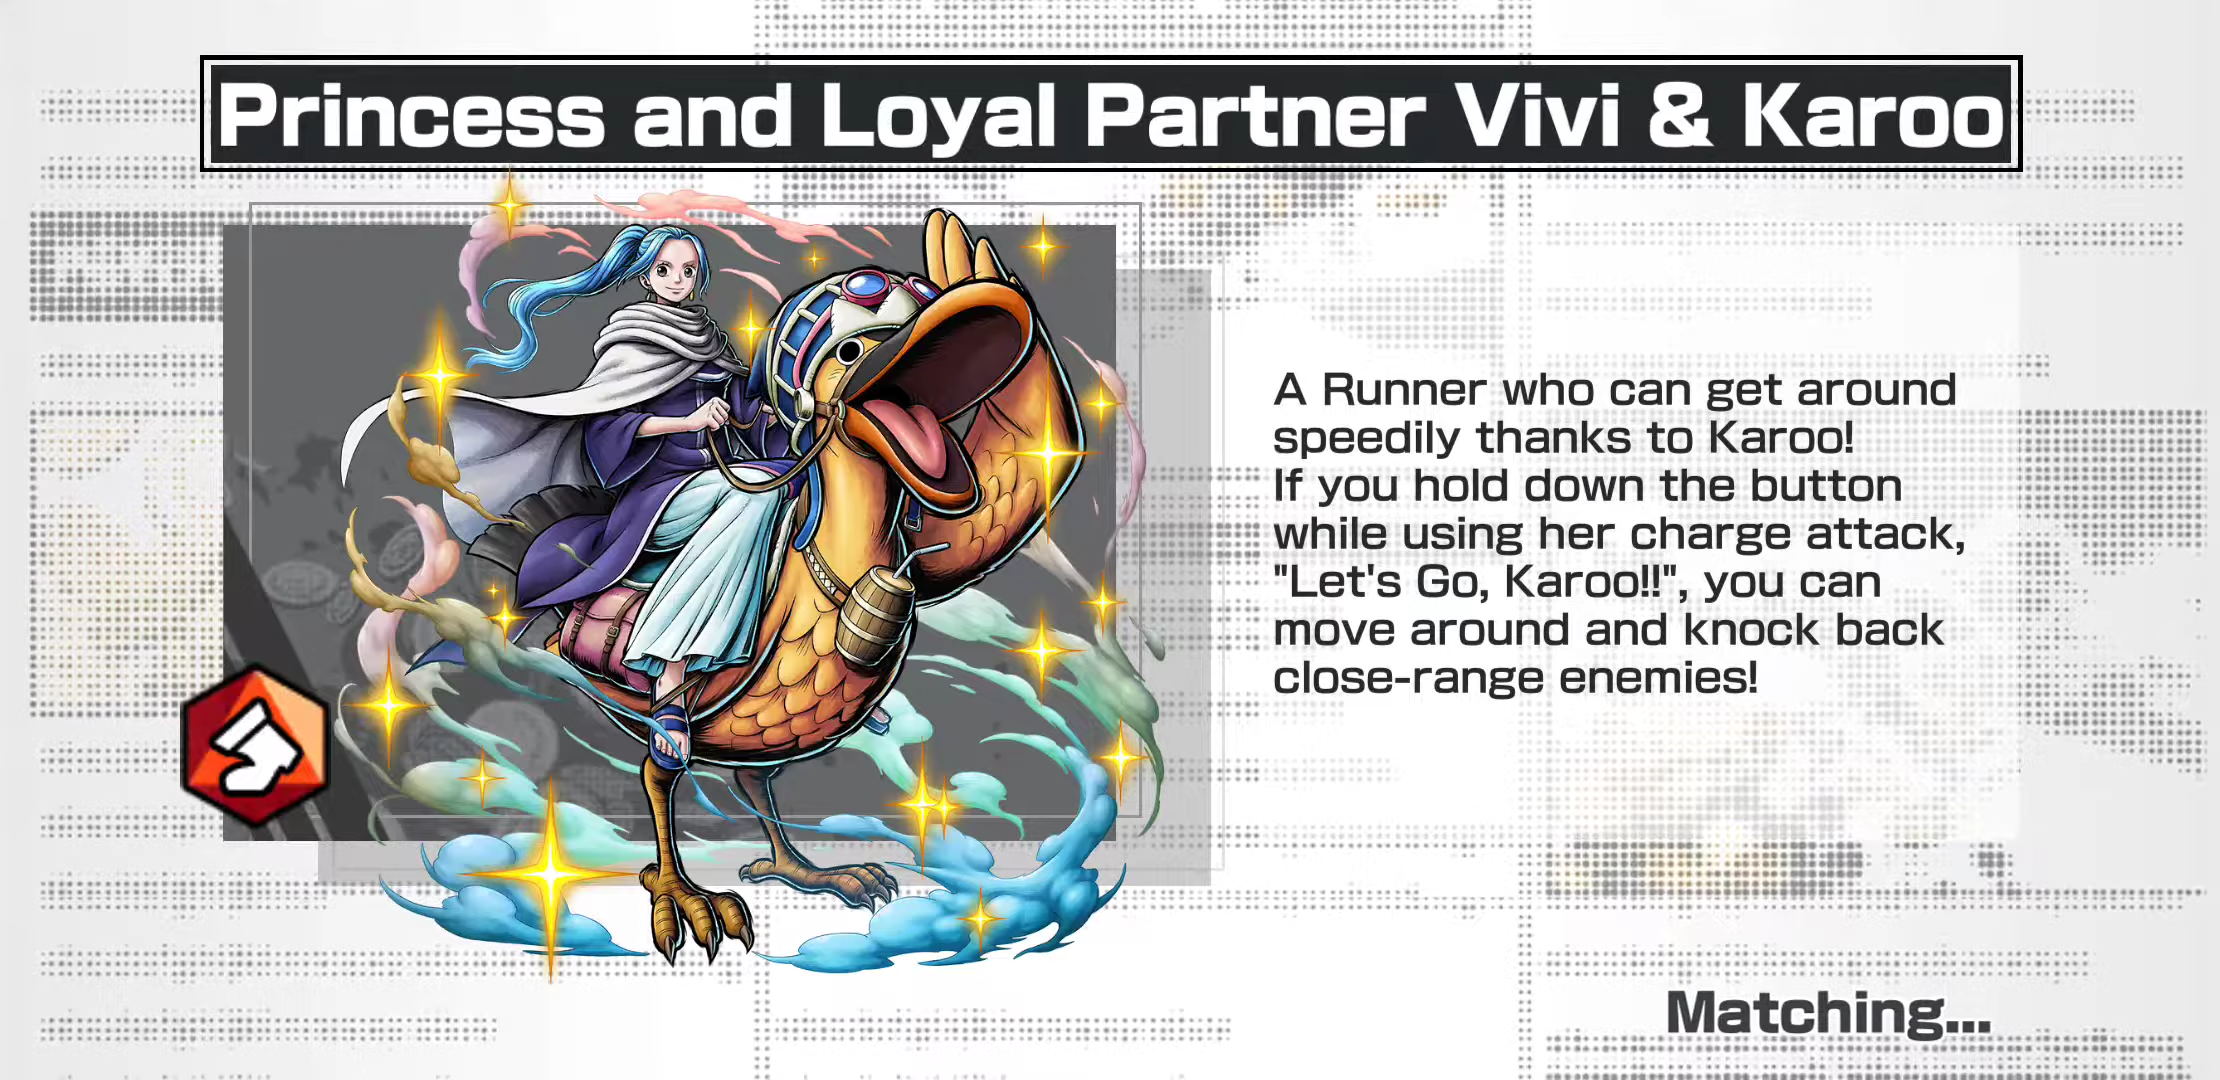 Princess and Loyal Partner Vivi & Karoo
A Runner who can get around
speedily thanks to Karoo!
If you hold down the button
while using her charge attack,
"Let's Go, Karoo!!", you can
move around and knock back
close-range enemies!
Matching...